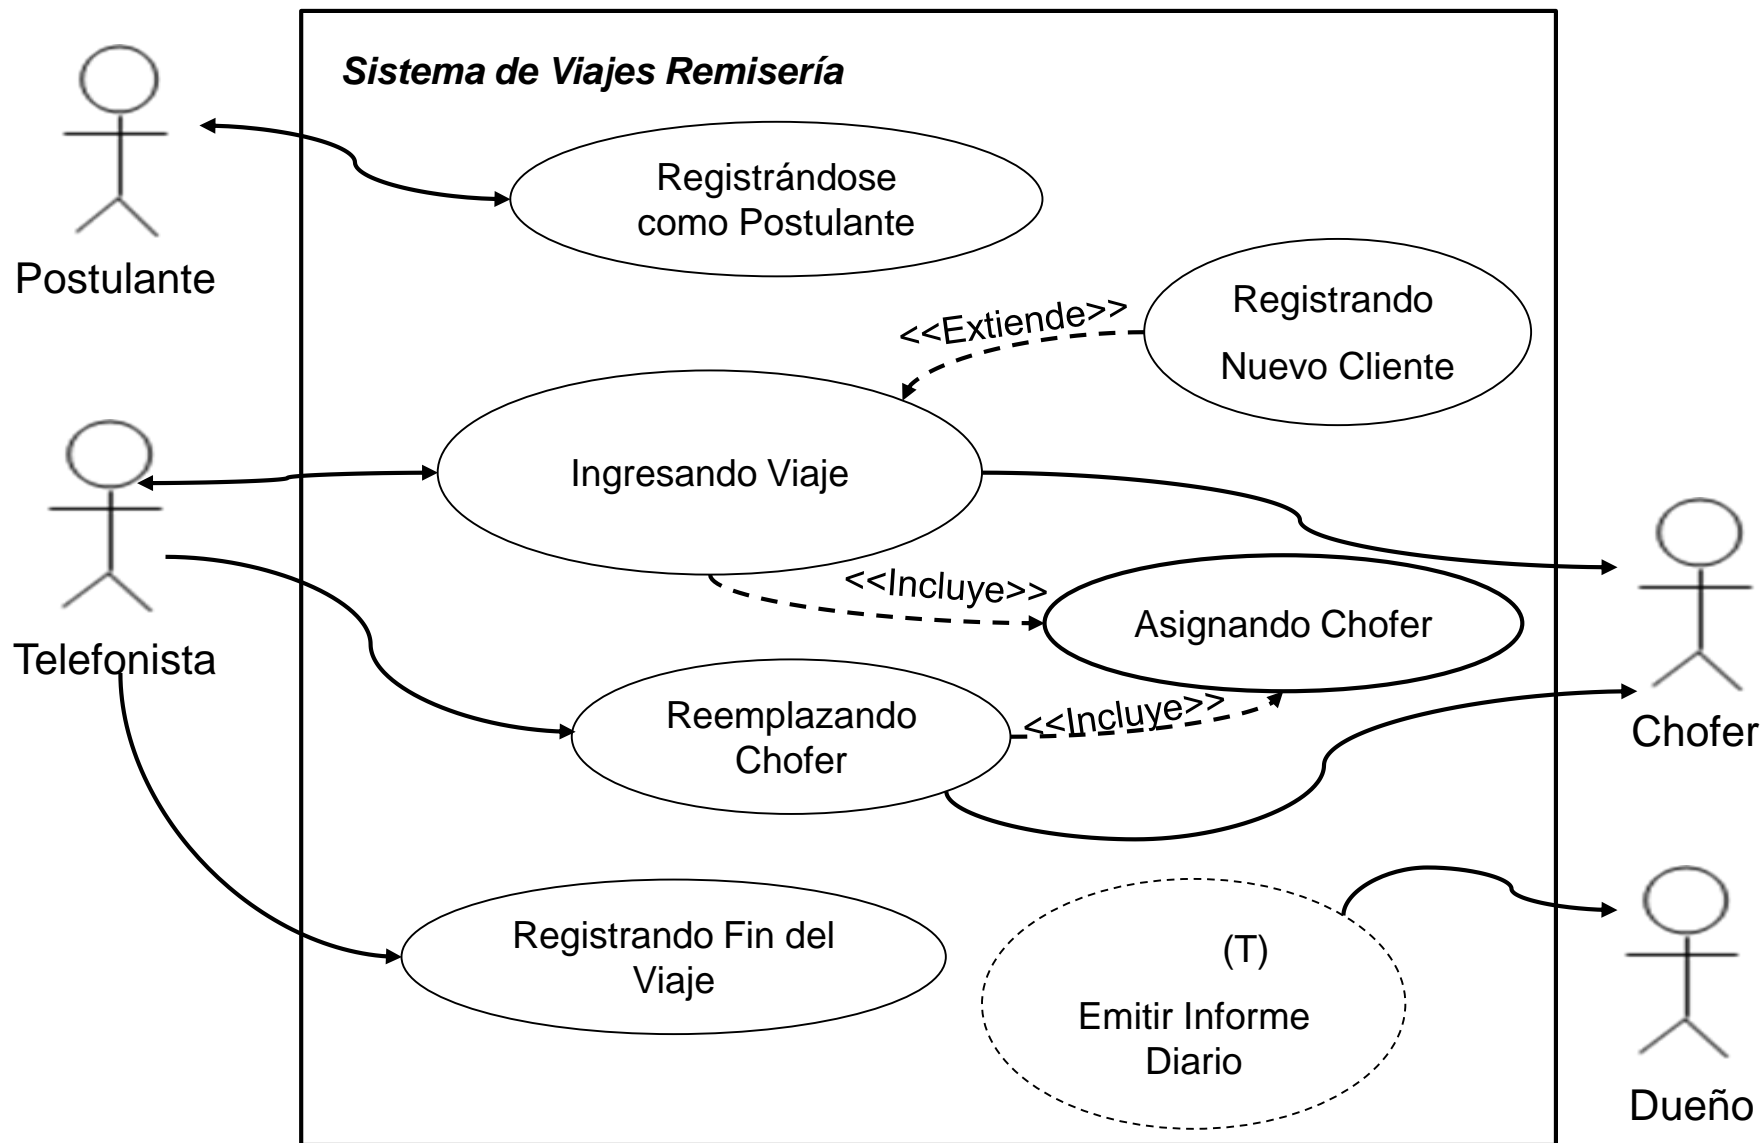 Sistema de Viajes Remisería
Registrándose
como Postulante
Postulante
Registrando
Nuevo Cliente
<<Extiende>>
Ingresando Viaje
<<Incluye>>
Asignando Chofer
Telefonista
Reemplazando
Chofer
<<Incluye>>
Chofer
Registrando Fin del
Viaje
(T)
Emitir Informe
Diario
Dueño